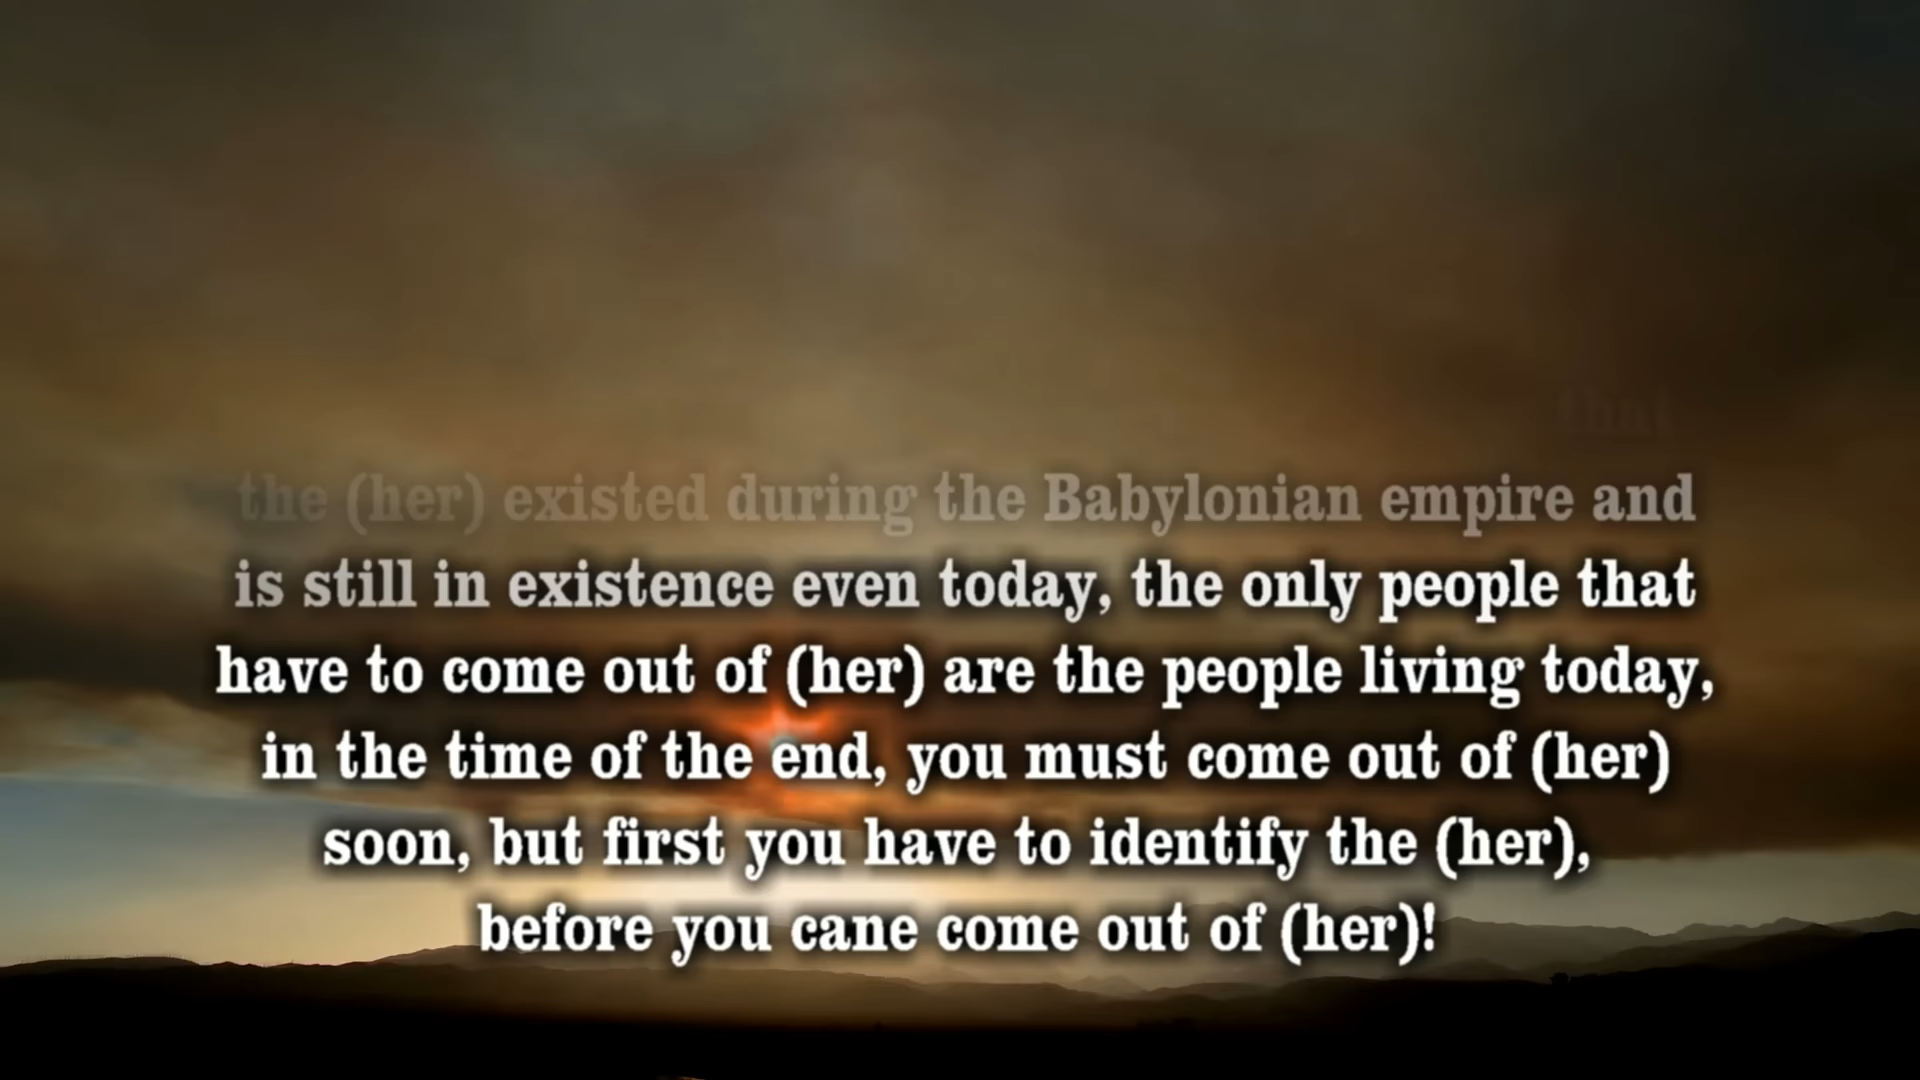 that
the (her) existed during the Babylonian empire and
is still in existence even today, the only people that
have to come out of (her) are the people living today,
in the time of the end, you must come out of (her)
soon, but first you have to identify the (her),
before you cane come out of (her)!